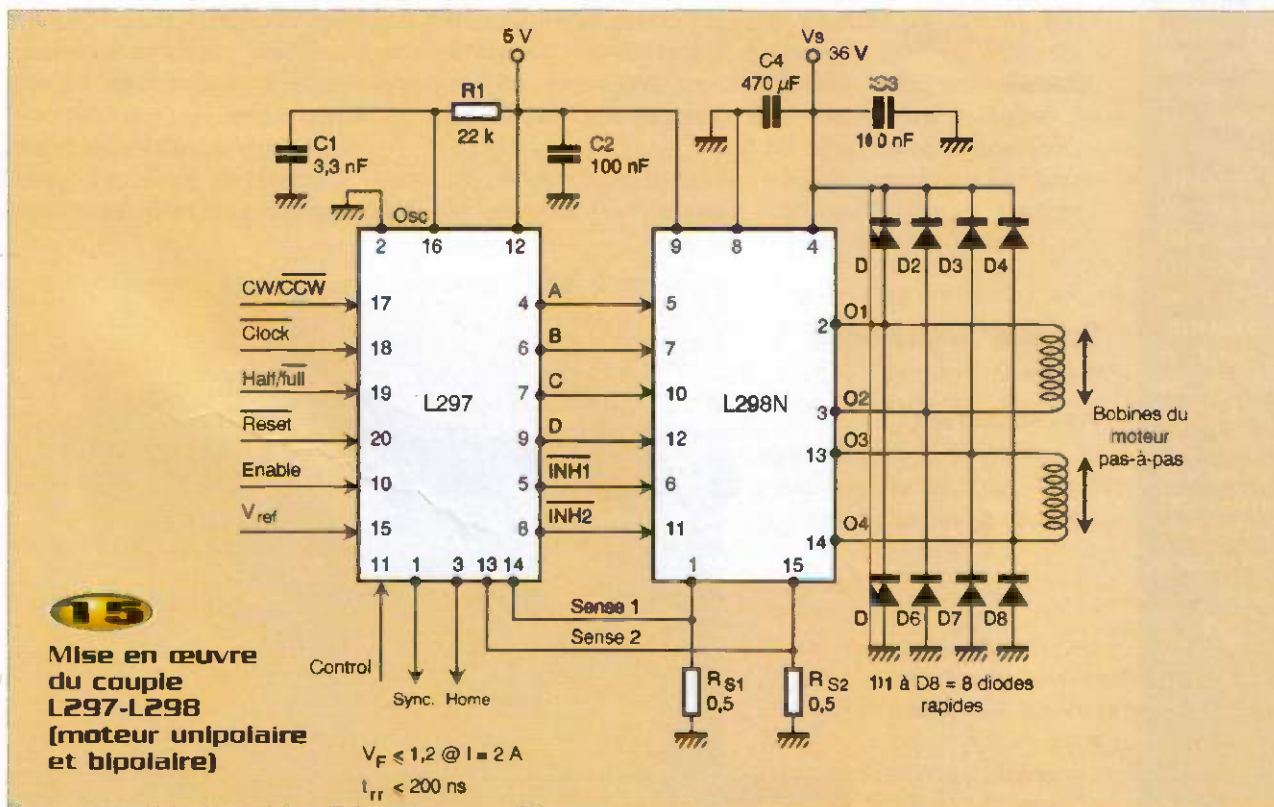 5 V
Vs
36 V
C4
470 µF
C3
100 nF
R1
22 k
C1
3,3 nF
C2
100 nF
Osc
2
16
12
9
8
4
CW/CCW
17
4
A
5
Clock
18
6
B
7
Half/full
19
7
C
10
Reset
20
9
D
12
Enable
10
5
INH1
6
Vref
15
8
INH2
11
L297
L298N
11
1
3
13
14
1
15
2
O1
3
O2
13
O3
14
O4
D
D2
D3
D4
D
D6
D7
D8
Bobines du
moteur
pas-à-pas
Sense 1
Sense 2
Control
Sync.
Home
RS1
0,5
RS2
0,5
D1 à D8 = 8 diodes
rapides
15
Mise en œuvre
du couple
L297-L298
(moteur unipolaire
et bipolaire)
VF ⩽ 1,2 @ I = 2 A
trr < 200 ns